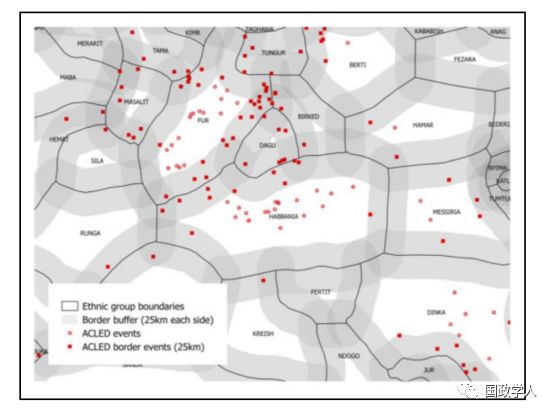 ZAGHAWA
KIMR
KABABISH
ANAG
MERARIT
TAMA
TUNGUR
BERTI
FEZARA
MABA
MASALIT
FUR
BIRKED
HAMAR
BEDERI
HEMAT
DAGU
SILA
NYIMA
KATL
TUMTU
HABBANIA
MESSIRIA
RUNGA
FERTIT
DINKA
KREISH
NDOGO
JUR
BANDA
Ethnic group boundaries
Border buffer (25km each side)
ACLED events
ACLED border events (25km)
国政学人